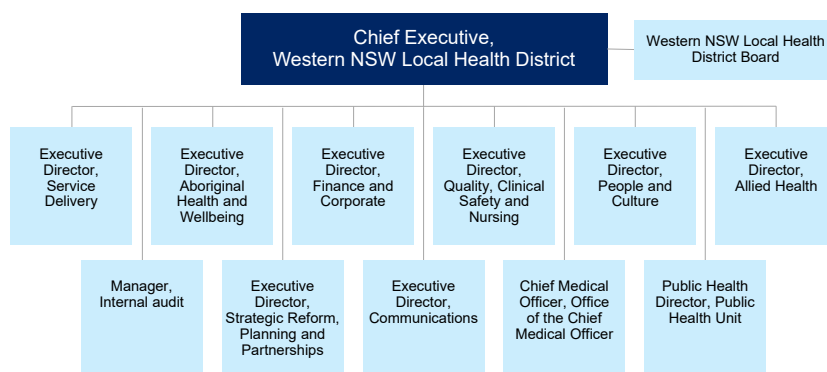 Chief Executive,
Western NSW Local Health District
Western NSW Local Health
District Board
Executive
Director,
Service
Delivery
Executive
Director,
Aboriginal
Health and
Wellbeing
Executive
Director,
Finance and
Corporate
Executive
Director,
Quality, Clinical
Safety and
Nursing
Executive
Director,
People and
Culture
Executive
Director,
Allied Health
Manager,
Internal audit
Executive
Director,
Strategic Reform,
Planning and
Partnerships
Executive
Director,
Communications
Chief Medical
Officer, Office
of the Chief
Medical Officer
Public Health
Director, Public
Health Unit